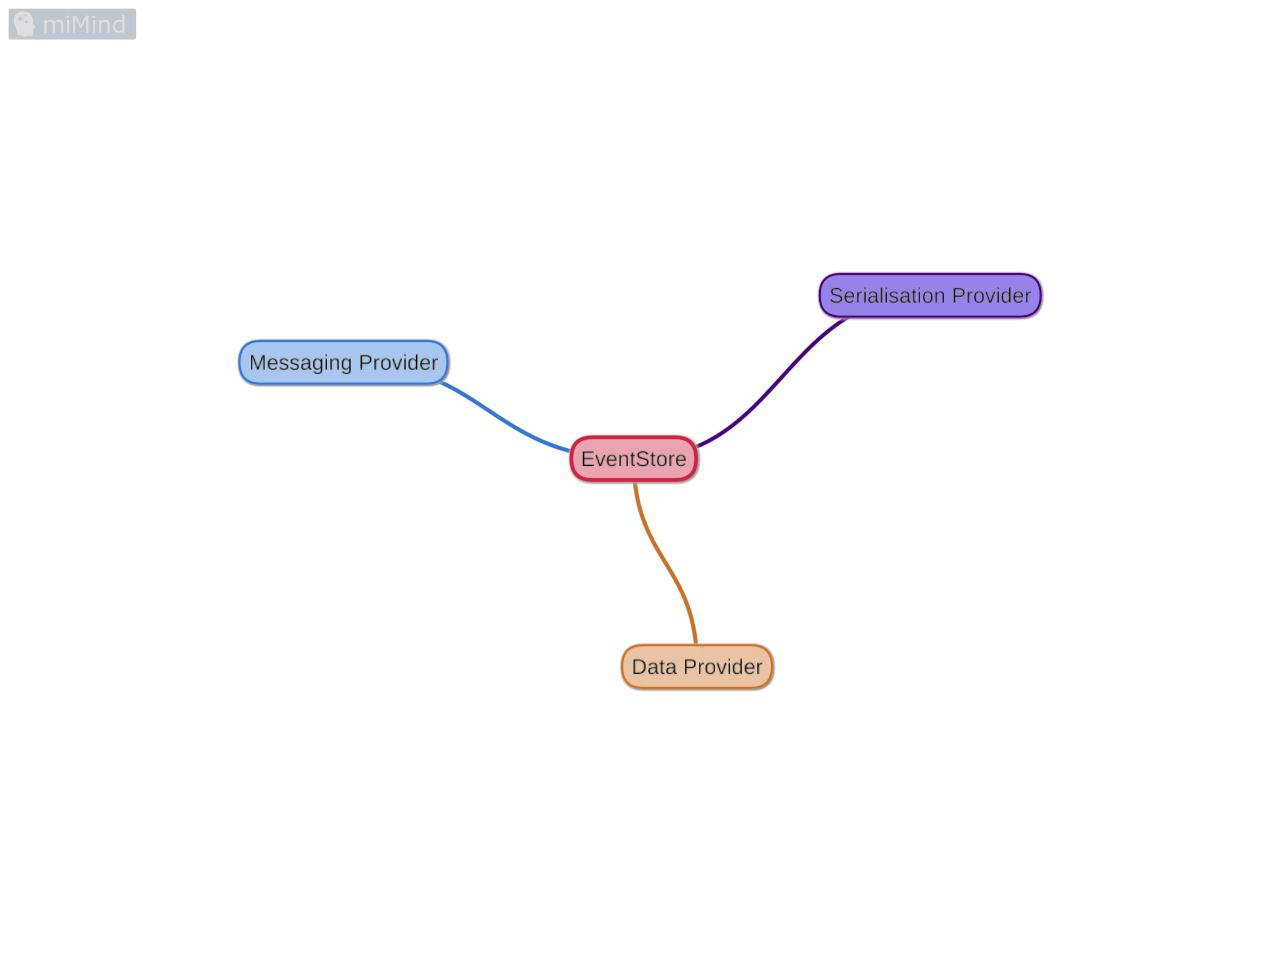 miMind
Serialisation Provider
Messaging Provider
EventStore
Data Provider